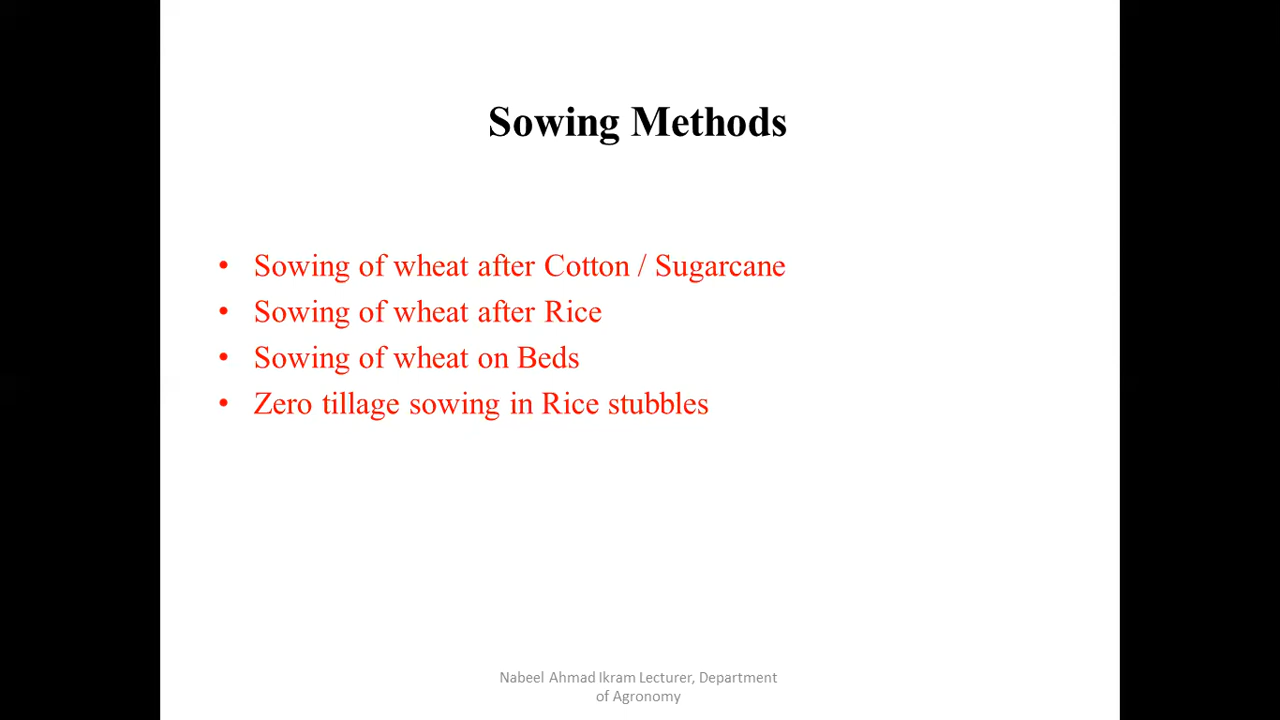 Sowing Methods
• Sowing of wheat after Cotton / Sugarcane
• Sowing of wheat after Rice
• Sowing of wheat on Beds
• Zero tillage sowing in Rice stubbles
Nabeel Ahmad Ikram Lecturer, Department
of Agronomy